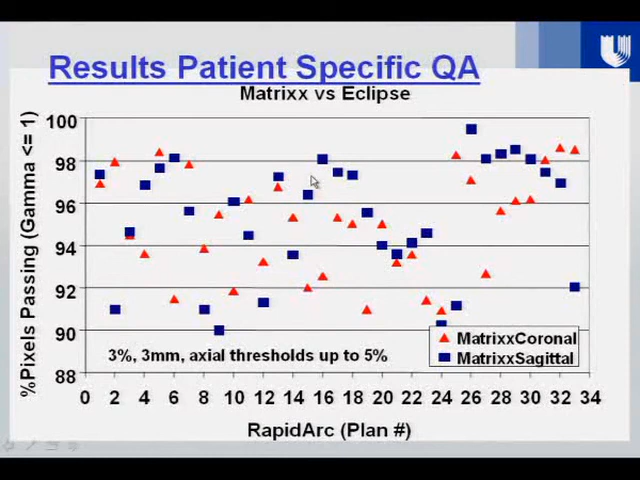 Results Patient Specific QA
Matrixx vs Eclipse
%Pixels Passing (Gamma <= 1)
100
98
96
94
92
90
88
3%, 3mm, axial thresholds up to 5%
MatrixxCoronal
MatrixxSagittal
0 2 4 6 8 10 12 14 16 18 20 22 24 26 28 30 32 34
RapidArc (Plan #)